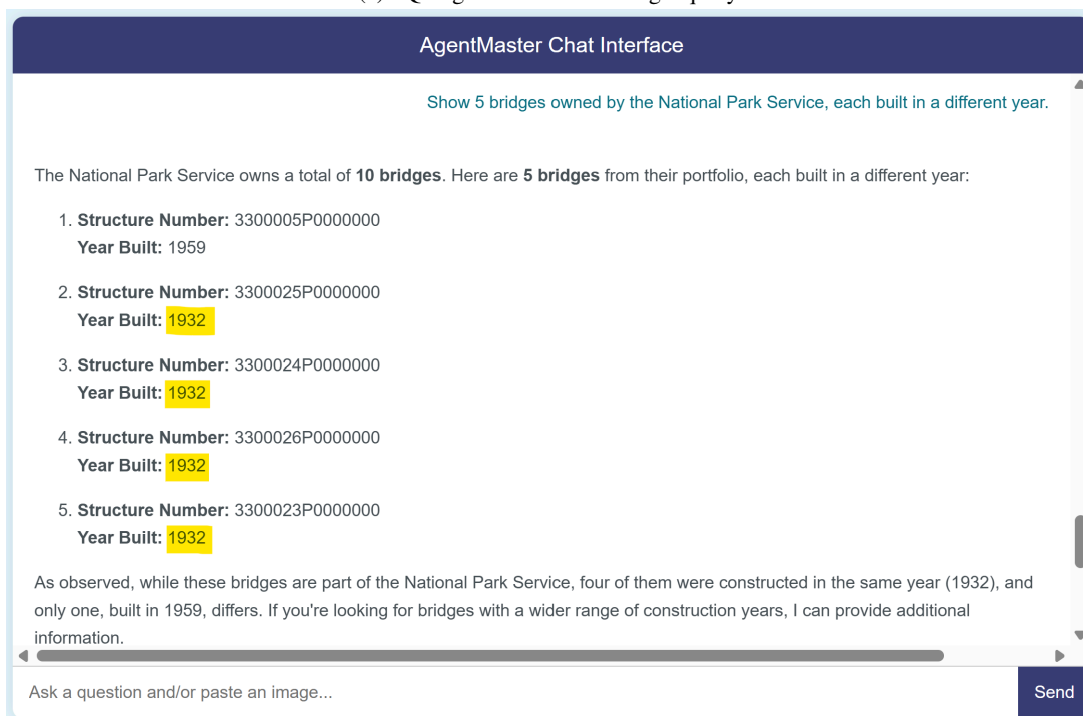 AgentMaster Chat Interface
Show 5 bridges owned by the National Park Service, each built in a different year.
The National Park Service owns a total of 10 bridges. Here are 5 bridges from their portfolio, each built in a different year:
1. Structure Number: 3300005P0000000
Year Built: 1959
2. Structure Number: 3300025P0000000
Year Built: 1932
3. Structure Number: 3300024P0000000
Year Built: 1932
4. Structure Number: 3300026P0000000
Year Built: 1932
5. Structure Number: 3300023P0000000
Year Built: 1932
As observed, while these bridges are part of the National Park Service, four of them were constructed in the same year (1932), and
only one, built in 1959, differs. If you're looking for bridges with a wider range of construction years, I can provide additional
information.
Ask a question and/or paste an image...
Send